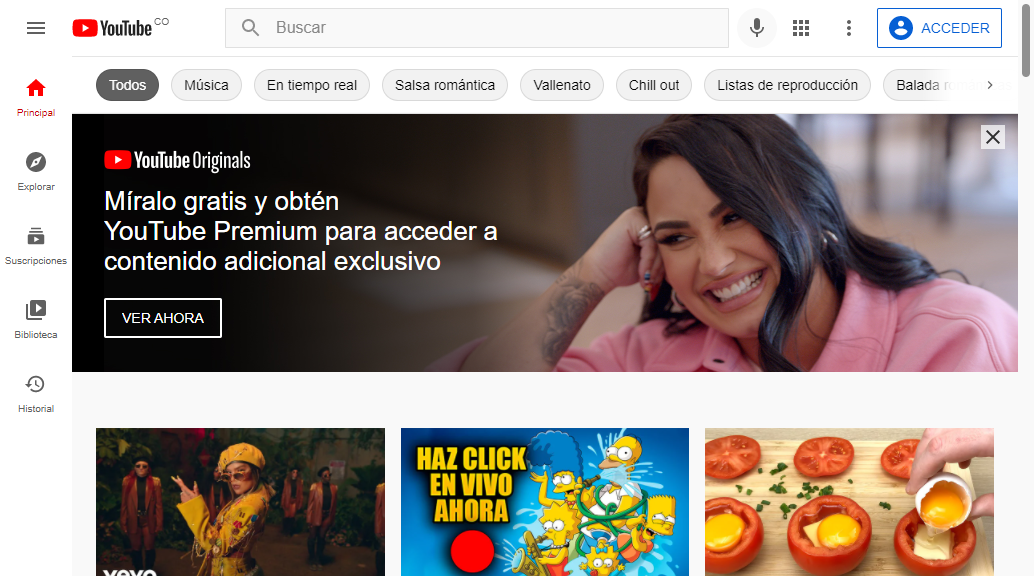 YouTube CO
Buscar
ACCEDER
Todos
Música
En tiempo real
Salsa romántica
Vallenato
Chill out
Listas de reproducción
Balada
Principal
Explorar
Suscripciones
Biblioteca
Historial
YouTube Originals
Míralo gratis y obtén
YouTube Premium para acceder a
contenido adicional exclusivo
VER AHORA
HAZ CLICK
EN VIVO
AHORA
vevo